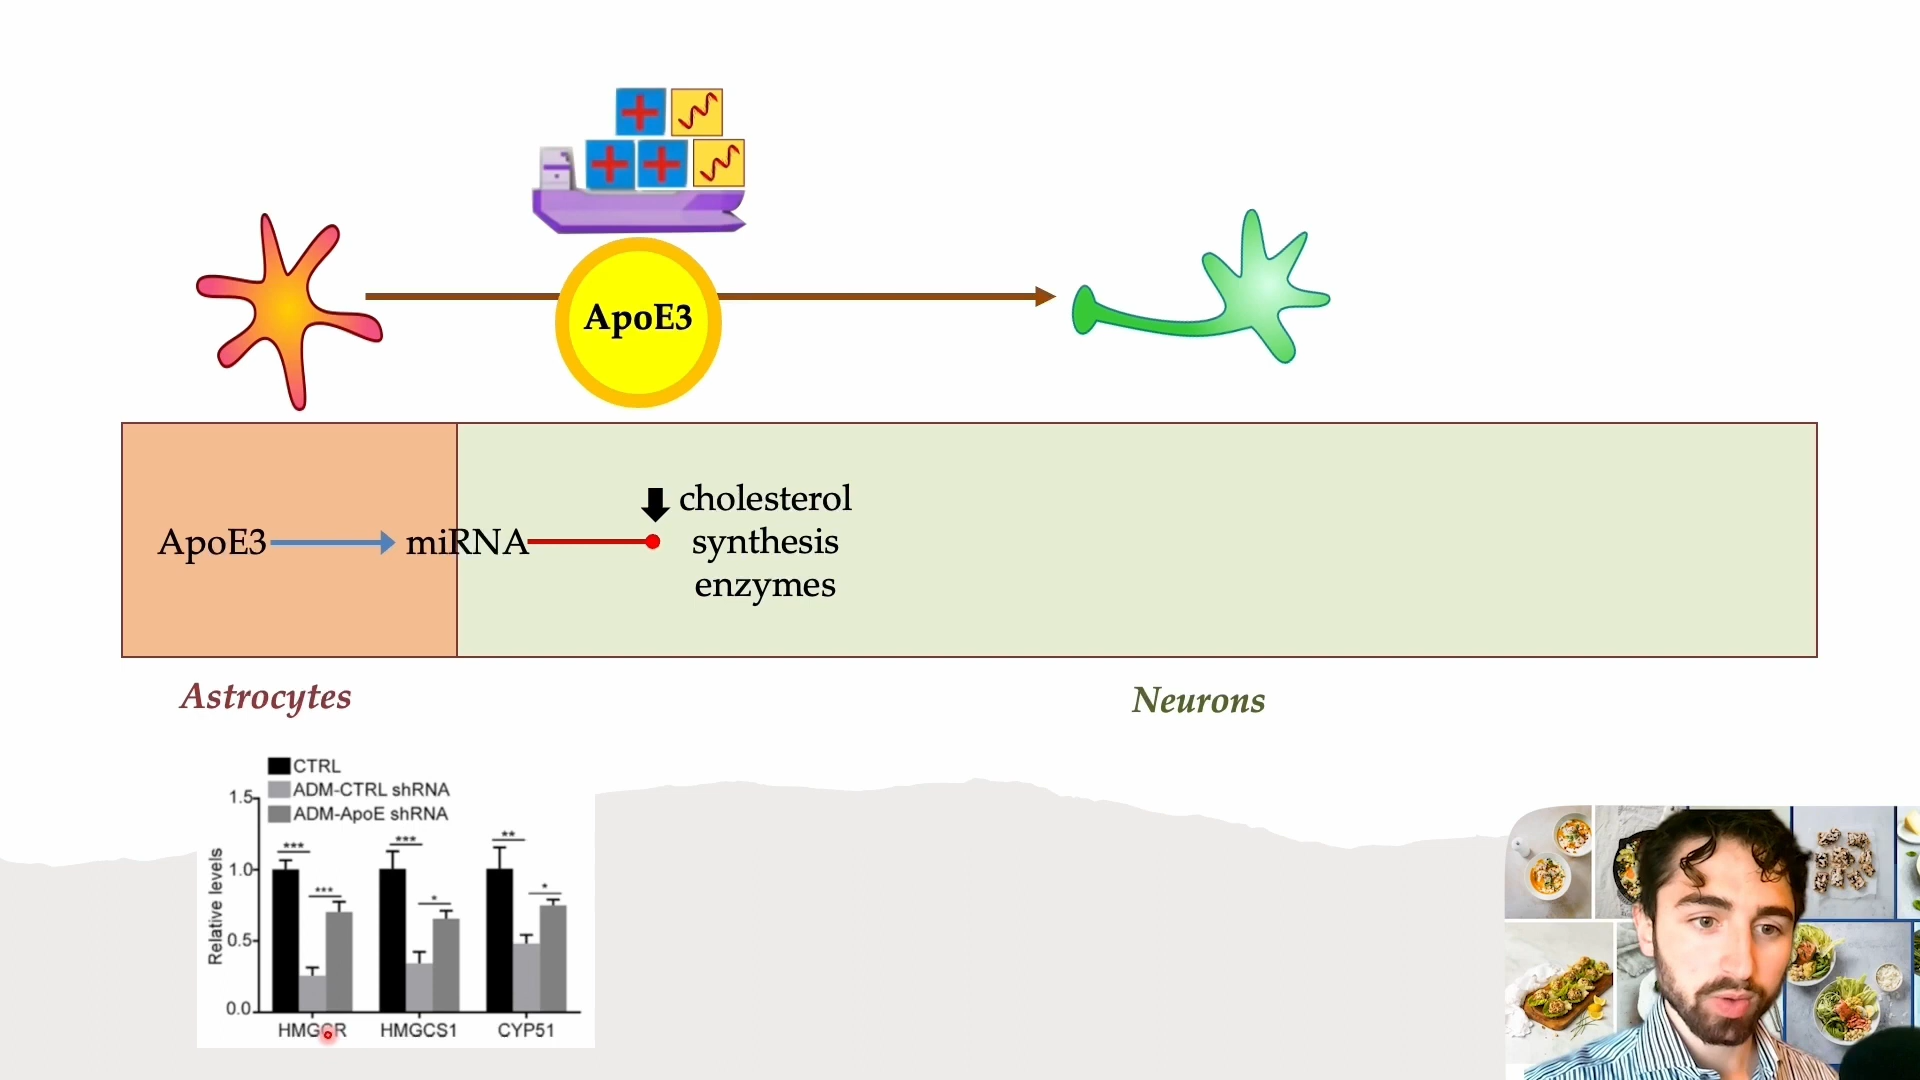 ApoE3
ApoE3 miRNA
cholesterol
synthesis
enzymes
Astrocytes
Neurons
CTRL
ADM-CTRL shRNA
ADM-ApoE shRNA
Relative levels
1.5
1.0
0.5
0.0
*** *** **
*** * *
HMGCR HMGCS1 CYP51